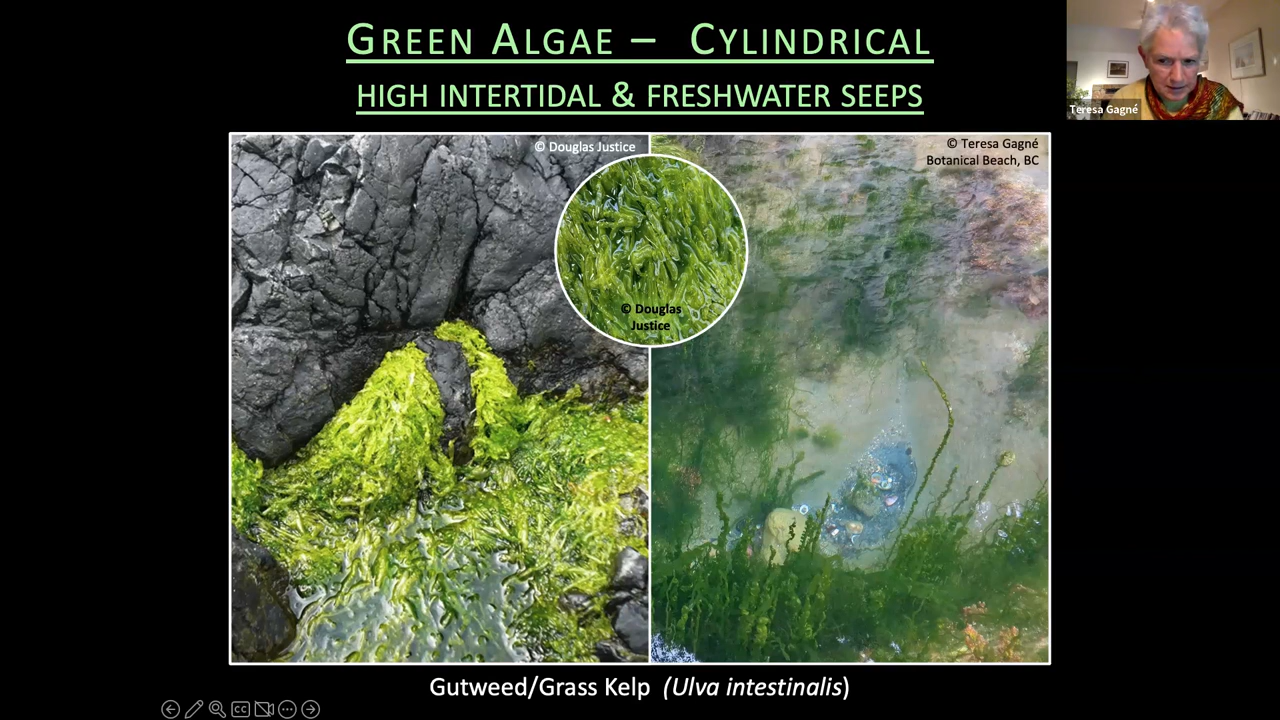 GREEN ALGAE – CYLINDRICAL
HIGH INTERTIDAL & FRESHWATER SEEPS
Teresa Gagné
© Douglas Justice
© Teresa Gagné
Botanical Beach, BC
© Douglas
Justice
Gutweed/Grass Kelp (Ulva intestinalis)
CC